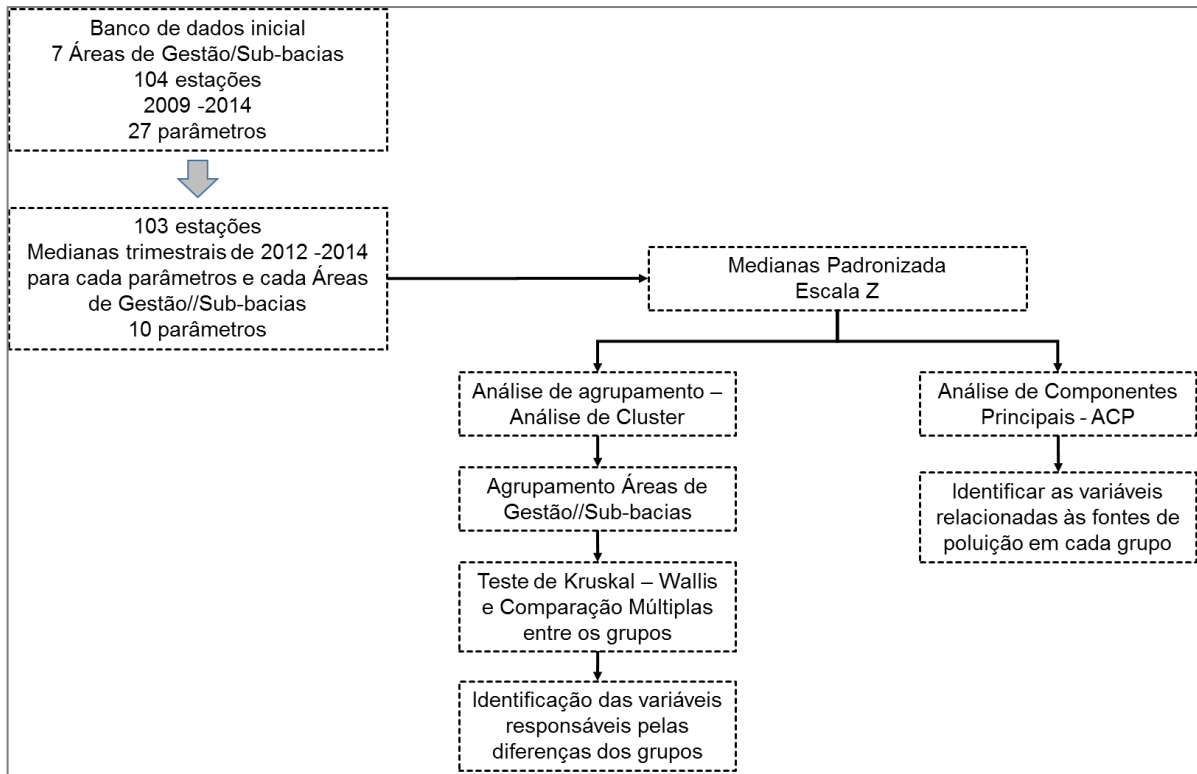 Banco de dados inicial
7 Áreas de Gestão/Sub-bacias
104 estações
2009 -2014
27 parâmetros
103 estações
Medianas trimestrais de 2012 -2014
para cada parâmetros e cada Áreas
de Gestão//Sub-bacias
10 parâmetros
Medianas Padronizada
Escala Z
Análise de agrupamento –
Análise de Cluster
Agrupamento Áreas de
Gestão//Sub-bacias
Teste de Kruskal – Wallis
e Comparação Múltiplas
entre os grupos
Identificação das variáveis
responsáveis pelas
diferenças dos grupos
Análise de Componentes
Principais - ACP
Identificar as variáveis
relacionadas às fontes de
poluição em cada grupo